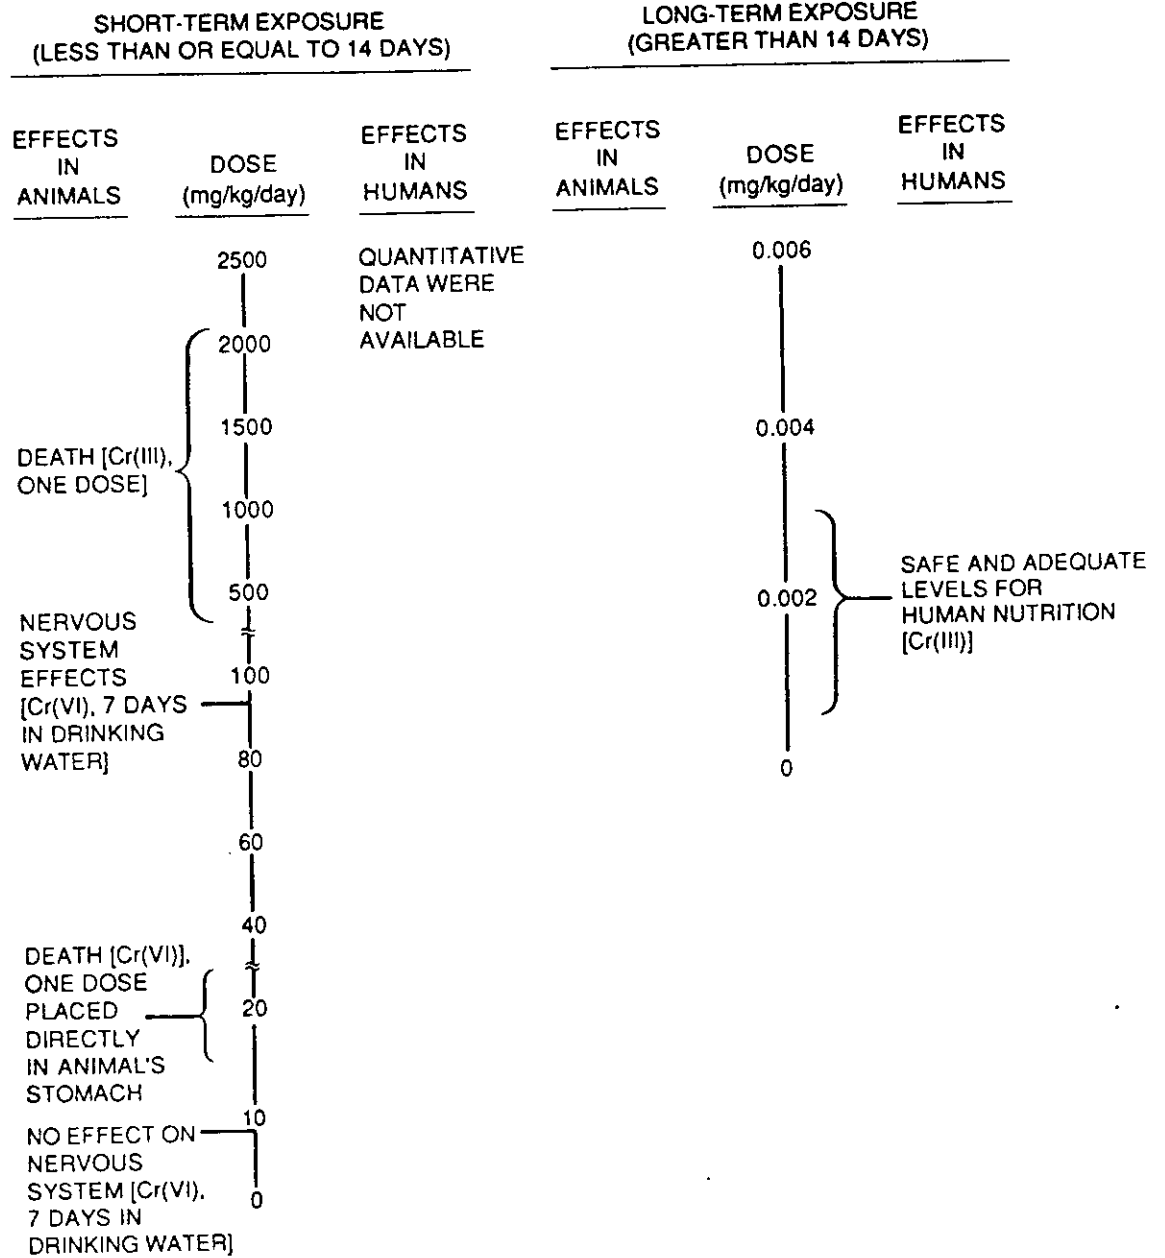 SHORT-TERM EXPOSURE
(LESS THAN OR EQUAL TO 14 DAYS)
LONG-TERM EXPOSURE
(GREATER THAN 14 DAYS)
EFFECTS
IN
ANIMALS
DOSE
(mg/kg/day)
EFFECTS
IN
HUMANS
EFFECTS
IN
ANIMALS
DOSE
(mg/kg/day)
EFFECTS
IN
HUMANS
2500
2000
1500
1000
500
100
80
60
40
20
10
0
QUANTITATIVE
DATA WERE
NOT
AVAILABLE
DEATH [Cr(III),
ONE DOSE]
NERVOUS
SYSTEM
EFFECTS
[Cr(VI), 7 DAYS
IN DRINKING
WATER]
DEATH [Cr(VI)],
ONE DOSE
PLACED
DIRECTLY
IN ANIMAL'S
STOMACH
NO EFFECT ON
NERVOUS
SYSTEM [Cr(VI),
7 DAYS IN
DRINKING WATER]
0.006
0.004
0.002
0
SAFE AND ADEQUATE
LEVELS FOR
HUMAN NUTRITION
[Cr(III)]